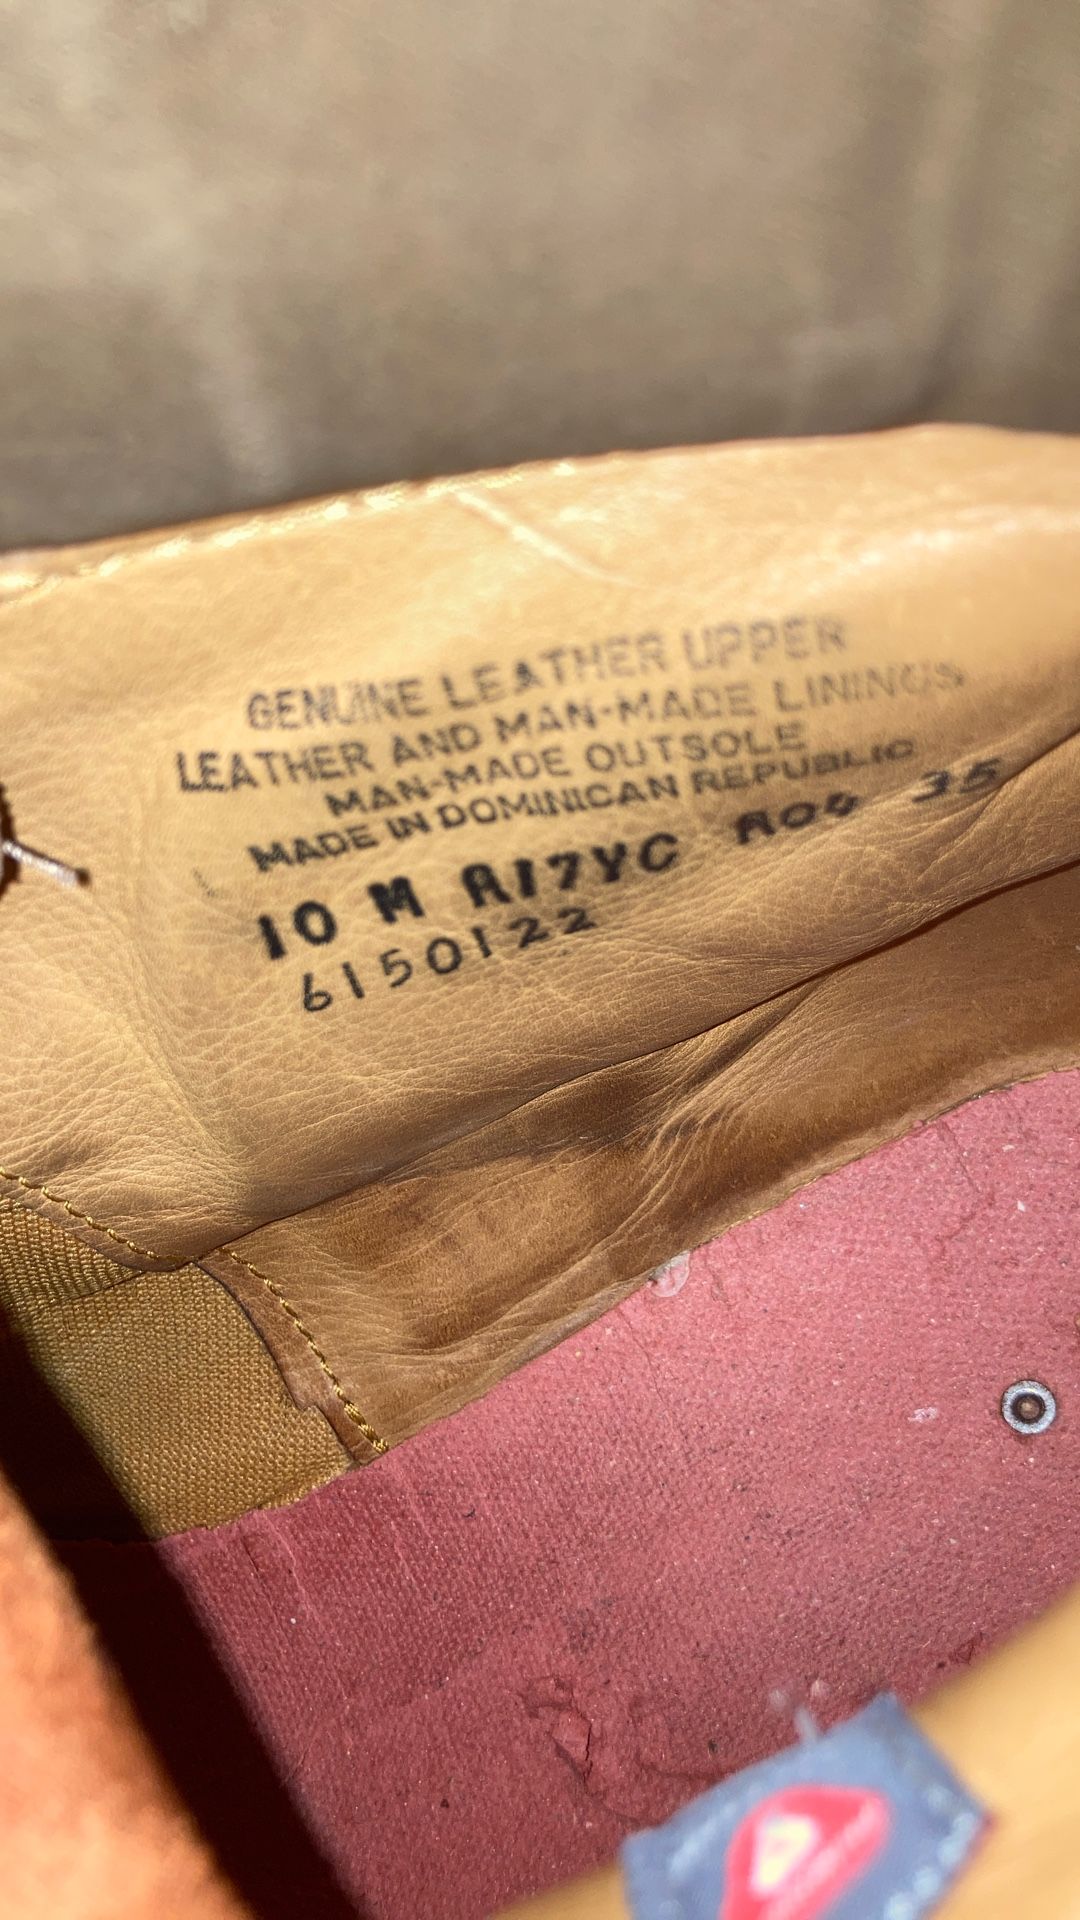 GENUINE LEATHER UPPER
LEATHER AND MAN-MADE LININGS
MAN-MADE OUTSOLE
MADE IN DOMINICAN REPUBLIC
10 M R17YC R04 35
6150122